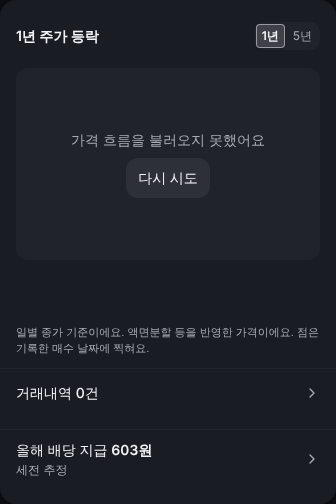 1년 주가 등락
1년 5년
가격 흐름을 불러오지 못했어요
다시 시도
일별 종가 기준이에요. 액면분할 등을 반영한 가격이에요. 점은
기록한 매수 날짜에 찍혀요.
거래내역 0건
올해 배당 지급 603원
세전 추정